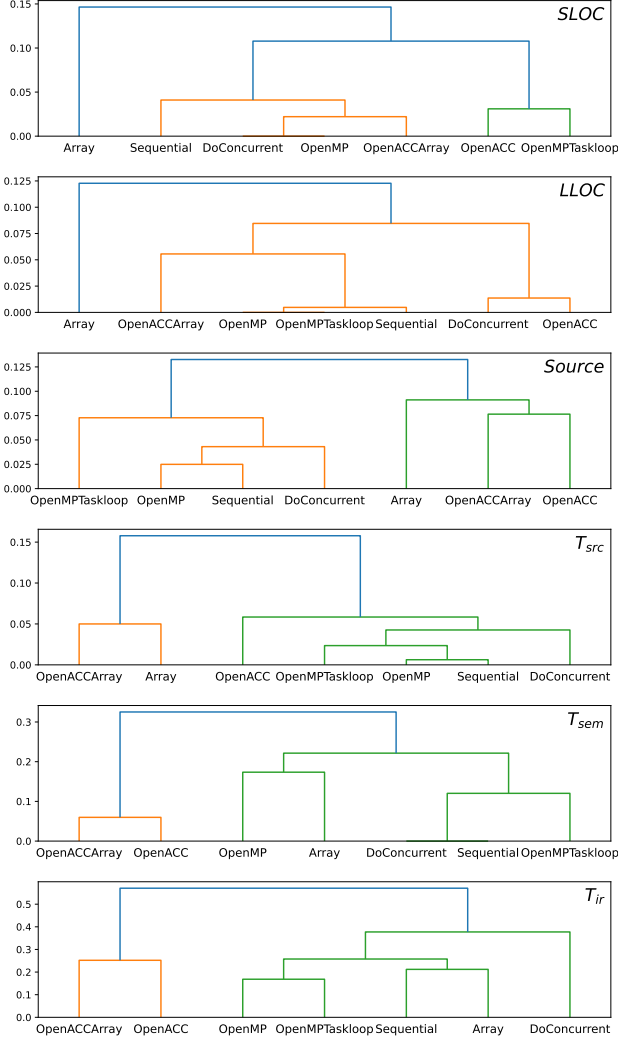 SLOC
0.15
0.10
0.05
0.00
Array Sequential DoConcurrent OpenMP OpenACCArray OpenACC OpenMPTaskloop
LLOC
0.125
0.100
0.075
0.050
0.025
0.000
Array OpenACCArray OpenMP OpenMPTaskloop Sequential DoConcurrent OpenACC
Source
0.125
0.100
0.075
0.050
0.025
0.000
OpenMPTaskloop OpenMP Sequential DoConcurrent Array OpenACCArray OpenACC
T_src
0.15
0.10
0.05
0.00
OpenACCArray Array OpenACC OpenMPTaskloop OpenMP Sequential DoConcurrent
T_sem
0.3
0.2
0.1
0.0
OpenACCArray OpenACC OpenMP Array DoConcurrent Sequential OpenMPTaskloop
T_ir
0.5
0.4
0.3
0.2
0.1
0.0
OpenACCArray OpenACC OpenMP OpenMPTaskloop Sequential Array DoConcurrent